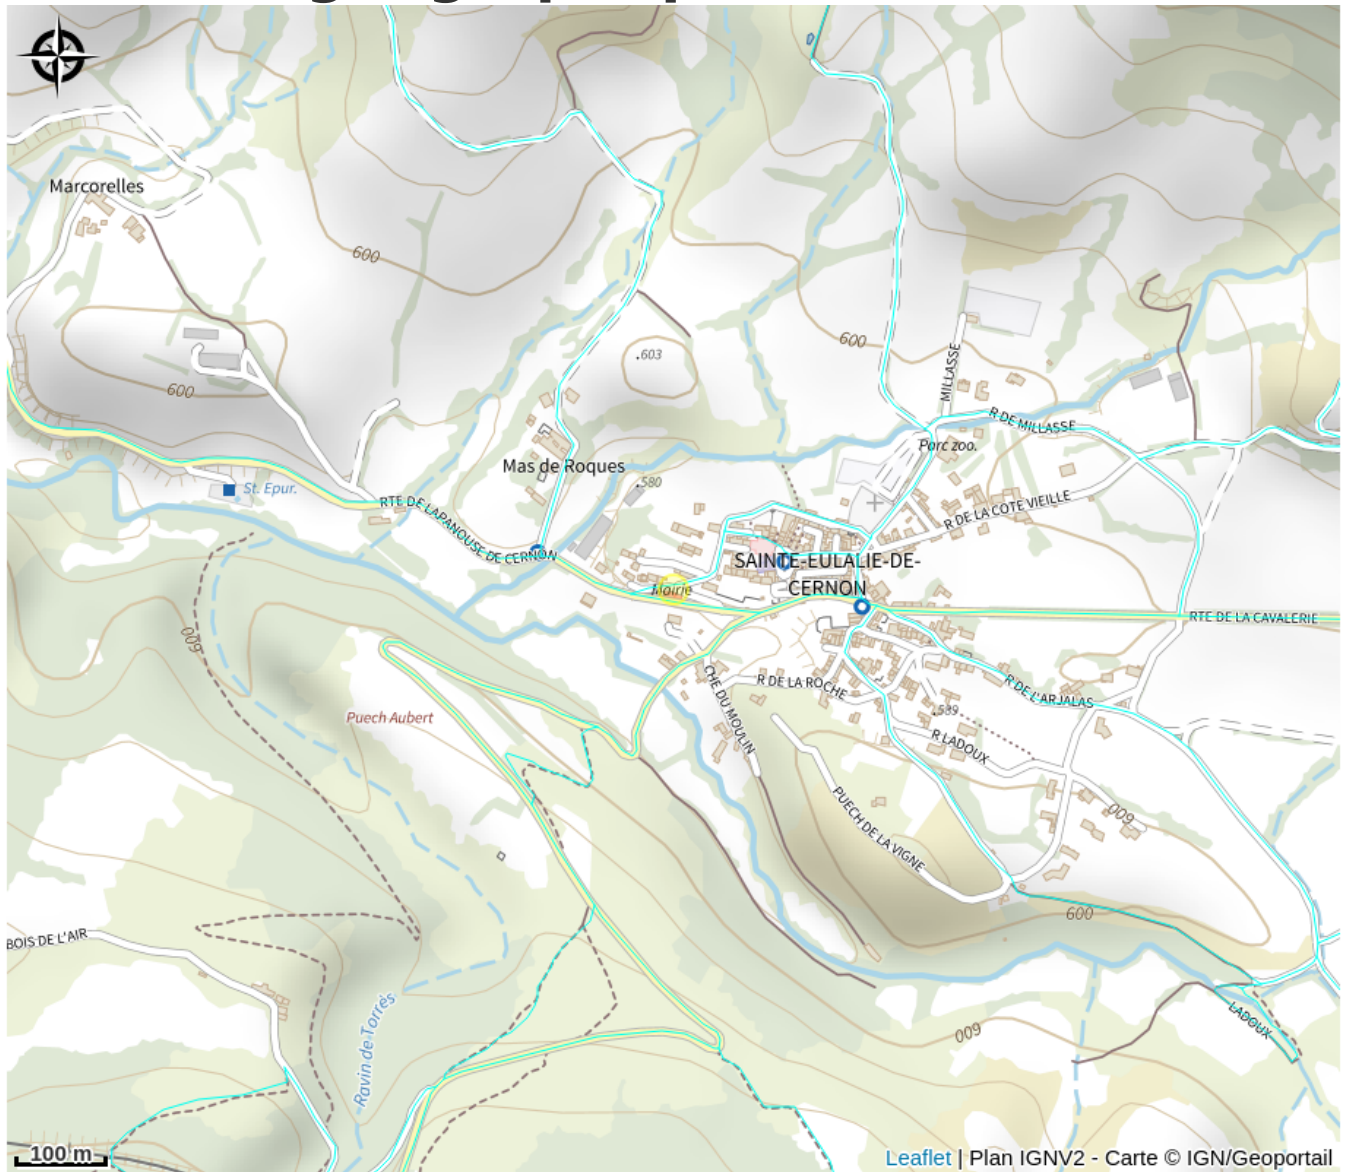 Marcorelles
600
600
600
.603
MILLASSE
R DE MILLASSE
Parc zoo.
Mas de Roques
.580
St. Epur.
RTE DE LAPANOUSE DE CERNON
R DE LA COTE VIEILLE
SAINTE-EULALIE-DE-
CERNON
Mairie
RTE DE LA CAVALERIE
600
CHE DU MOULIN
R DE LA ROCHE
R DE L'ARJALAS
Puech Aubert
.589
R LADOUX
PUECH DE LA VIGNE
600
600
BOIS DE L'AIR
Ravin de Torrès
LADOUX
600
100 m
Leaflet | Plan IGNV2 - Carte © IGN/Geoportail